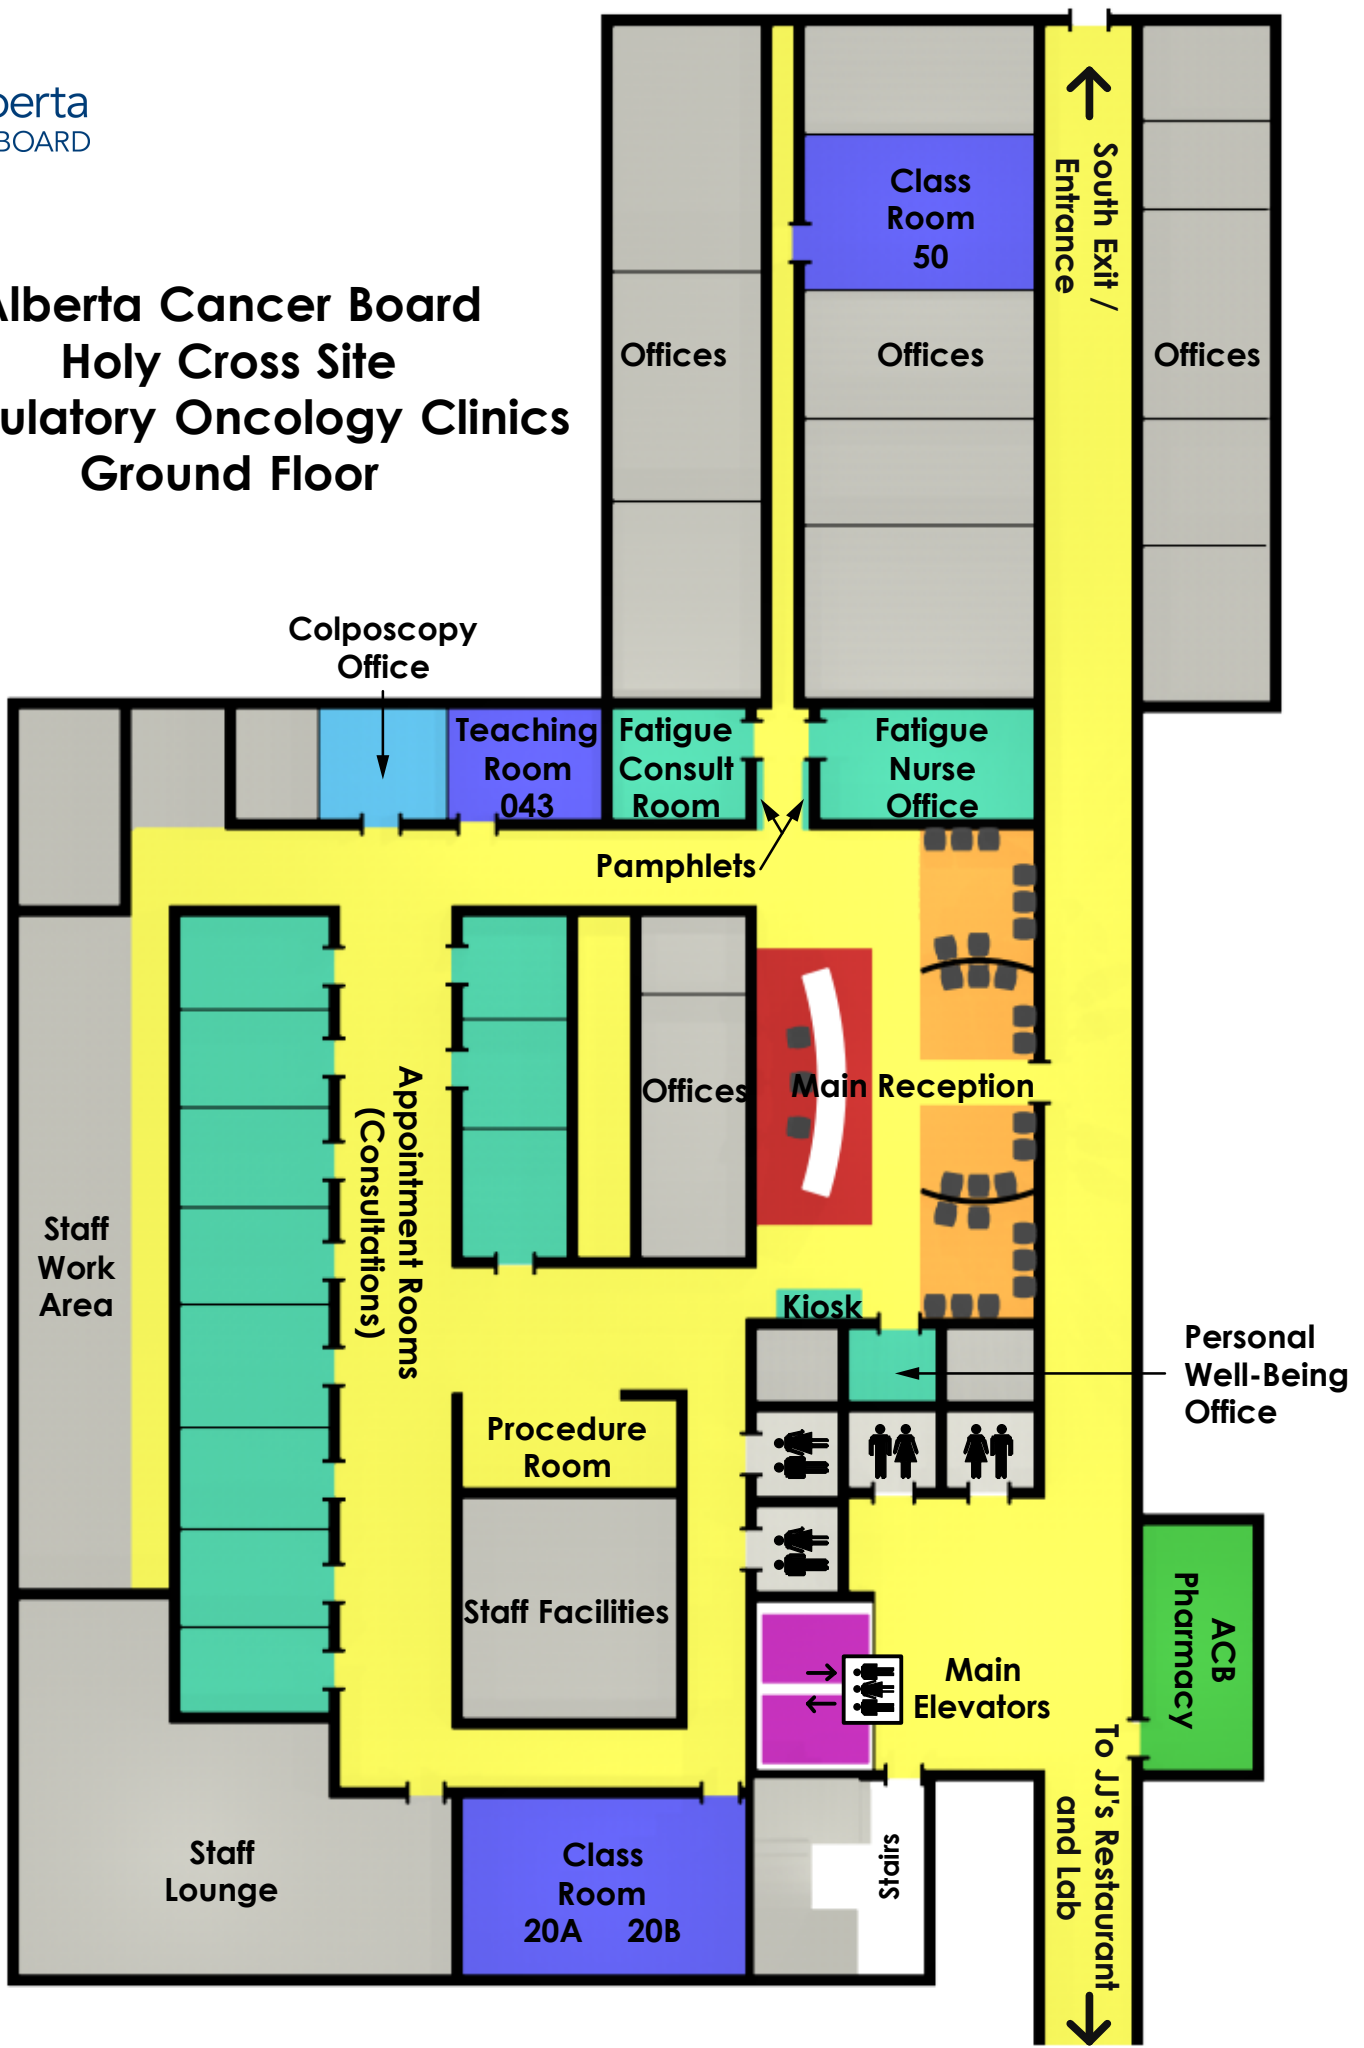 berta
BOARD
Alberta Cancer Board
Holy Cross Site
ulatory Oncology Clinics
Ground Floor
Class
Room
50
South Exit /
Entrance
Offices
Offices
Offices
Colposcopy
Office
Teaching
Room
043
Fatigue
Consult
Room
Fatigue
Nurse
Office
Pamphlets
Appointment Rooms
(Consultations)
Offices
Main Reception
Staff
Work
Area
Kiosk
Personal
Well-Being
Office
Procedure
Room
Staff Facilities
Main
Elevators
ACB
Pharmacy
To JJ's Restaurant
and Lab
Staff
Lounge
Class
Room
20A 20B
Stairs